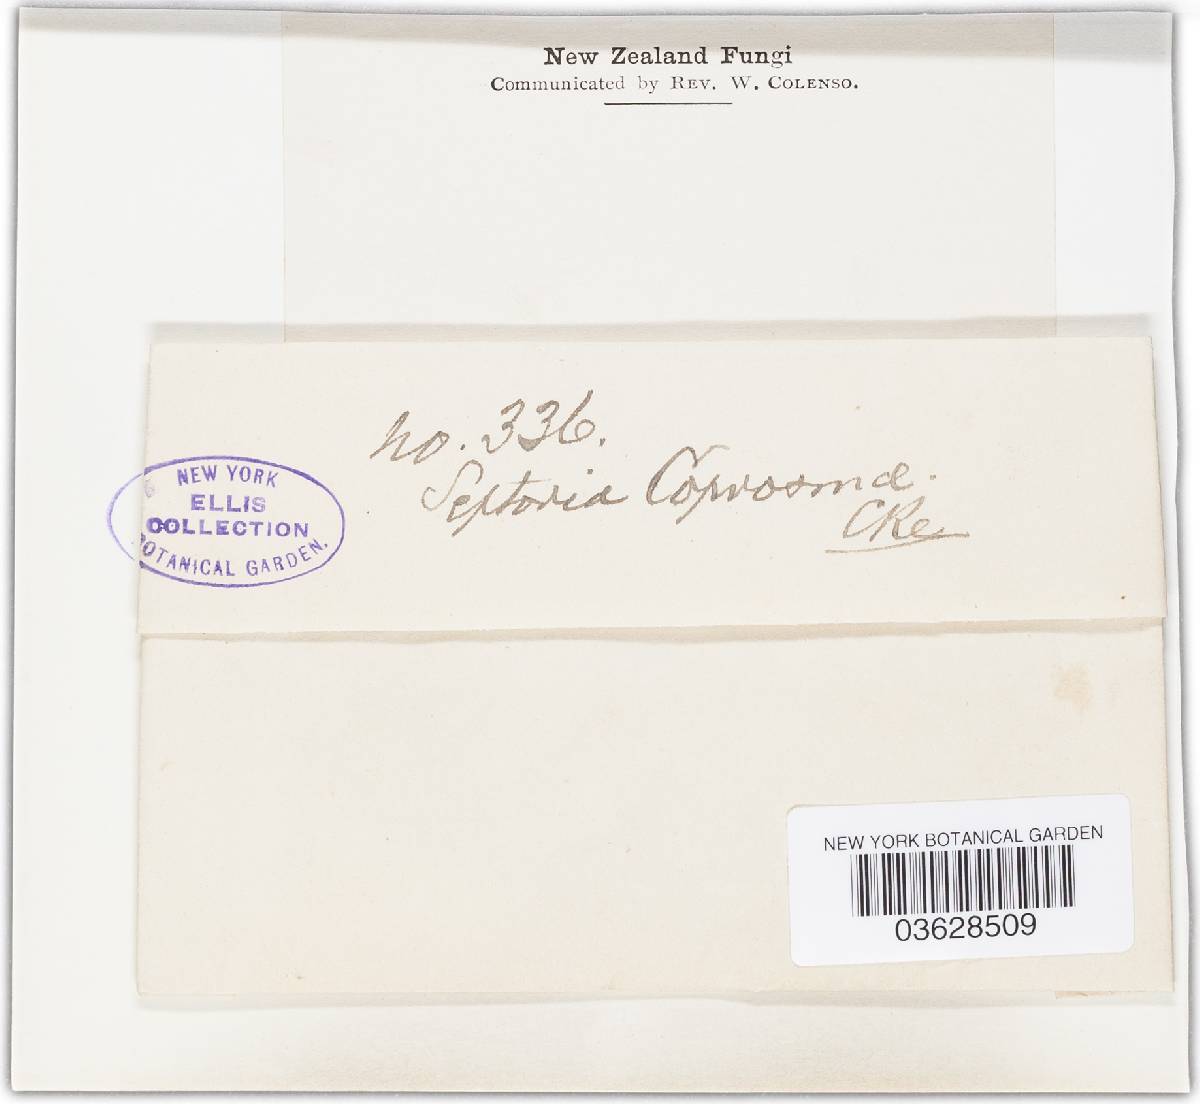 New Zealand Fungi
Communicated by Rev. W. Colenso.
No. 336.
Septoria Coprosmæ.
CKe
NEW YORK
ELLIS
COLLECTION
BOTANICAL GARDEN.
NEW YORK BOTANICAL GARDEN
03628509